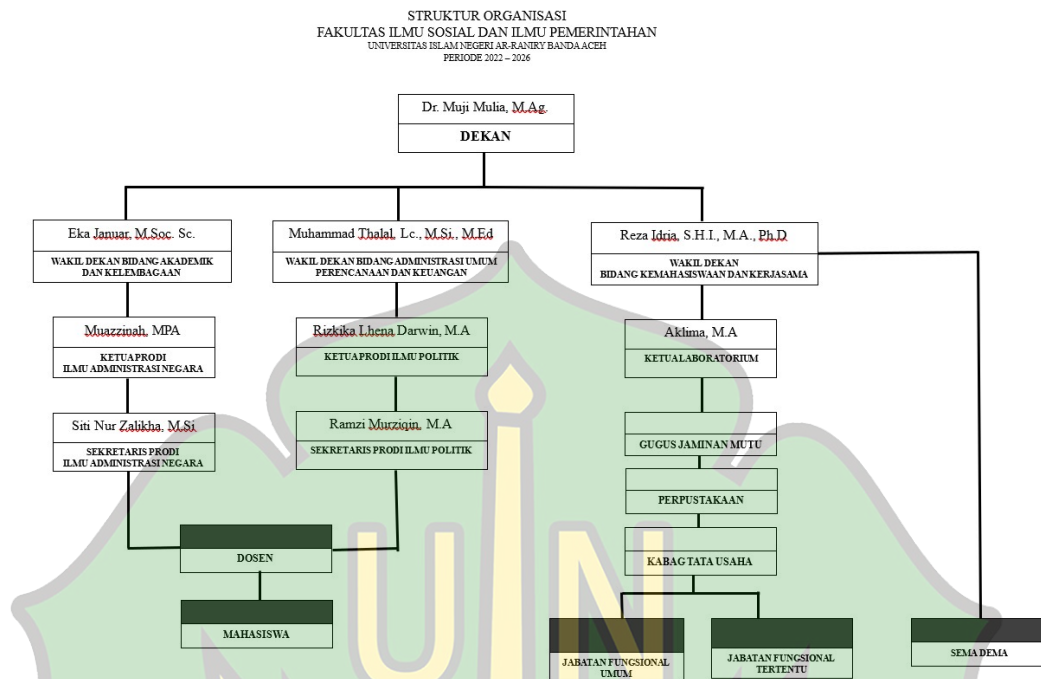 STRUKTUR ORGANISASI
FAKULTAS ILMU SOSIAL DAN ILMU PEMERINTAHAN
UNIVERSITAS ISLAM NEGERI AR-RANIRY BANDA ACEH
PERIODE 2022 – 2026
Dr. Muji Mulia, M.Ag.
DEKAN
Eka Januar, M.Soc. Sc.
WAKIL DEKAN BIDANG AKADEMIK
DAN KELEMBAGAAN
Muhammad Thalal, Lc., M.Si., M.Ed
WAKIL DEKAN BIDANG ADMINISTRASI UMUM
PERENCANAAN DAN KEUANGAN
Reza Idria, S.H.I., M.A., Ph.D
WAKIL DEKAN
BIDANG KEMAHASISWAAN DAN KERJASAMA
Muazzinah, MPA
KETUA PRODI
ILMU ADMINISTRASI NEGARA
Rizkika Lhena Darwin, M.A
KETUA PRODI ILMU POLITIK
Aklima, M.A
KETUA LABORATORIUM
Siti Nur Zalikha, M.Si
SEKRETARIS PRODI
ILMU ADMINISTRASI NEGARA
Ramzi Murziqin, M.A
SEKRETARIS PRODI ILMU POLITIK
GUGUS JAMINAN MUTU
PERPUSTAKAAN
KABAG TATA USAHA
DOSEN
MAHASISWA
JABATAN FUNGSIONAL
UMUM
JABATAN FUNGSIONAL
TERTENTU
SEMA DEMA
UIN